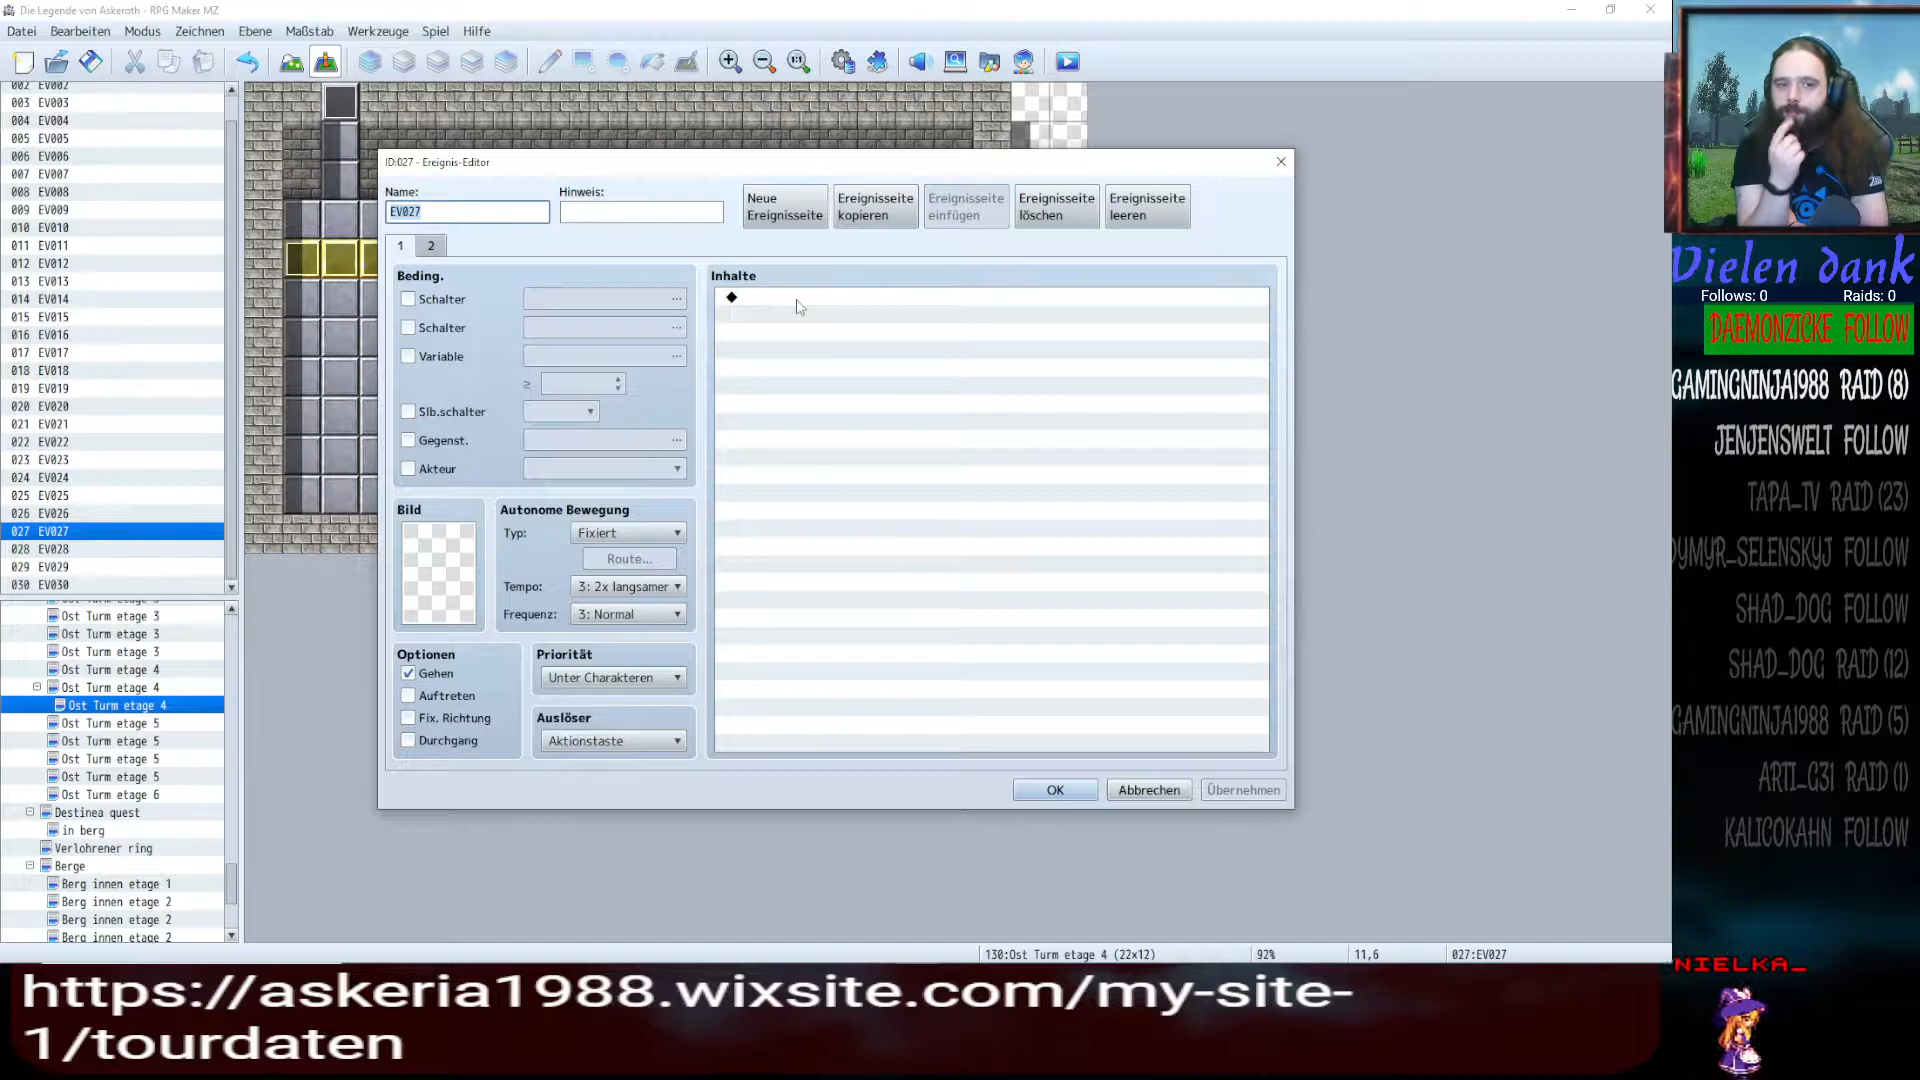 Die Legende von Askeroth - RPG Maker MZ
Datei Bearbeiten Modus Zeichnen Ebene Maßstab Werkzeuge Spiel Hilfe
002 EV002
003 EV003
004 EV004
005 EV005
006 EV006
007 EV007
008 EV008
009 EV009
010 EV010
011 EV011
012 EV012
013 EV013
014 EV014
015 EV015
016 EV016
017 EV017
018 EV018
019 EV019
020 EV020
021 EV021
022 EV022
023 EV023
024 EV024
025 EV025
026 EV026
027 EV027
028 EV028
029 EV029
030 EV030
Ost Turm etage 3
Ost Turm etage 3
Ost Turm etage 3
Ost Turm etage 3
Ost Turm etage 4
Ost Turm etage 4
Ost Turm etage 4
Ost Turm etage 5
Ost Turm etage 5
Ost Turm etage 5
Ost Turm etage 5
Ost Turm etage 6
Destinea quest
in berg
Verlohrener ring
Berge
Berg innen etage 1
Berg innen etage 2
Berg innen etage 2
Berg innen etage 2
ID:027 - Ereignis-Editor
Name:
EV027
Hinweis:
Neue Ereignisseite
Ereignisseite kopieren
Ereignisseite einfügen
Ereignisseite löschen
Ereignisseite leeren
1 2
Beding.
Schalter ...
Schalter ...
Variable ...
≥
Slb.schalter
Gegenst. ...
Akteur
Bild
Autonome Bewegung
Typ: Fixiert
Route...
Tempo: 3: 2x langsamer
Frequenz: 3: Normal
Optionen
Gehen
Auftreten
Fix. Richtung
Durchgang
Priorität
Unter Charakteren
Auslöser
Aktionstaste
Inhalte
OK Abbrechen Übernehmen
130:Ost Turm etage 4 (22x12) 92% 11,6 027:EV027
Vielen dank
Follows: 0 Raids: 0
DAEMONZICKE FOLLOW
GAMINGNINJA1988 RAID (8)
JENJENSWELT FOLLOW
TAPA_TV RAID (23)
DYMYR_SELENSKYJ FOLLOW
SHAD_DOG FOLLOW
SHAD_DOG RAID (12)
GAMINGNINJA1988 RAID (5)
ARTI_G31 RAID (1)
KALICOKAHN FOLLOW
NIELKA_
https://askeria1988.wixsite.com/my-site-
1/tourdaten